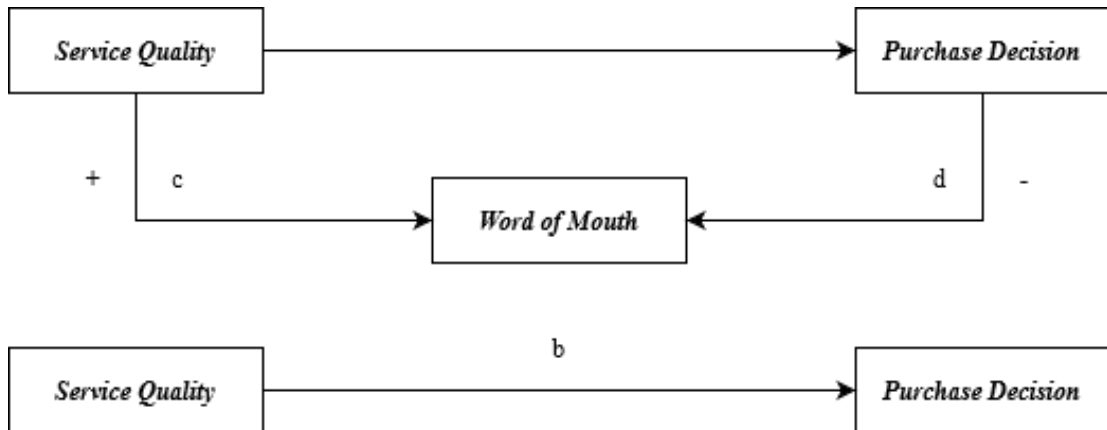 Service Quality
Purchase Decision
+
c
d
-
Word of Mouth
b
Service Quality
Purchase Decision